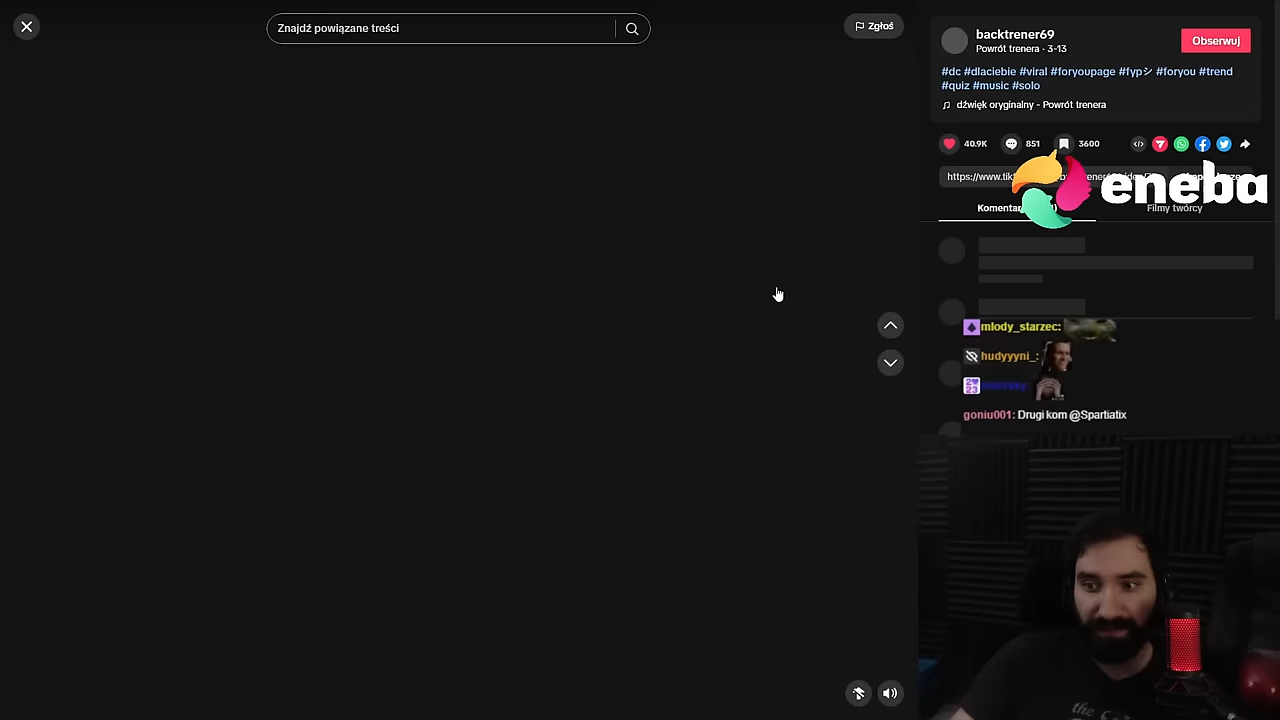 Znajdź powiązane treści
Zgłoś
backtrener69
Powrót trenera · 3-13
Obserwuj
#dc #dlaciebie #viral #foryoupage #fypシ #foryou #trend
#quiz #music #solo
dźwięk oryginalny - Powrót trenera
40.9K
851
3600
https://www.tik
eneba
Filmy twórcy
mlody_starzec:
hudyyyni_:
goniu001: Drugi kom @Spartiatix
the